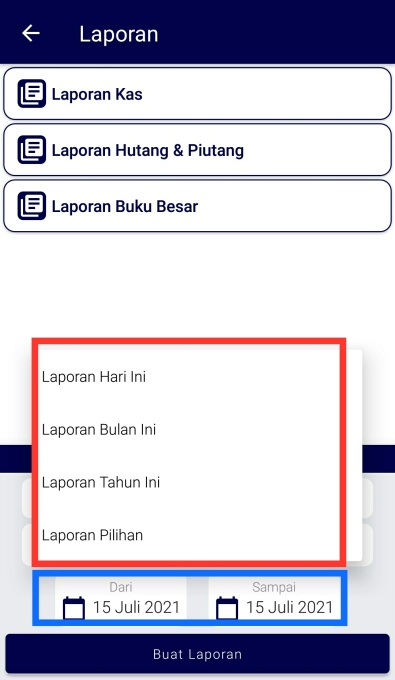 Laporan
Laporan Kas
Laporan Hutang & Piutang
Laporan Buku Besar
Laporan Hari Ini
Laporan Bulan Ini
Laporan Tahun Ini
Laporan Pilihan
Dari Sampai
15 Juli 2021 15 Juli 2021
Buat Laporan